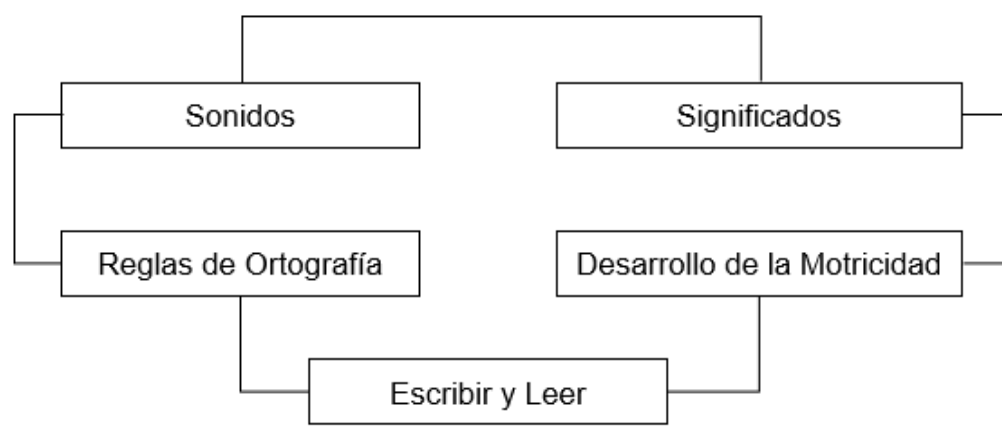 Sonidos
Significados
Reglas de Ortografía
Desarrollo de la Motricidad
Escribir y Leer